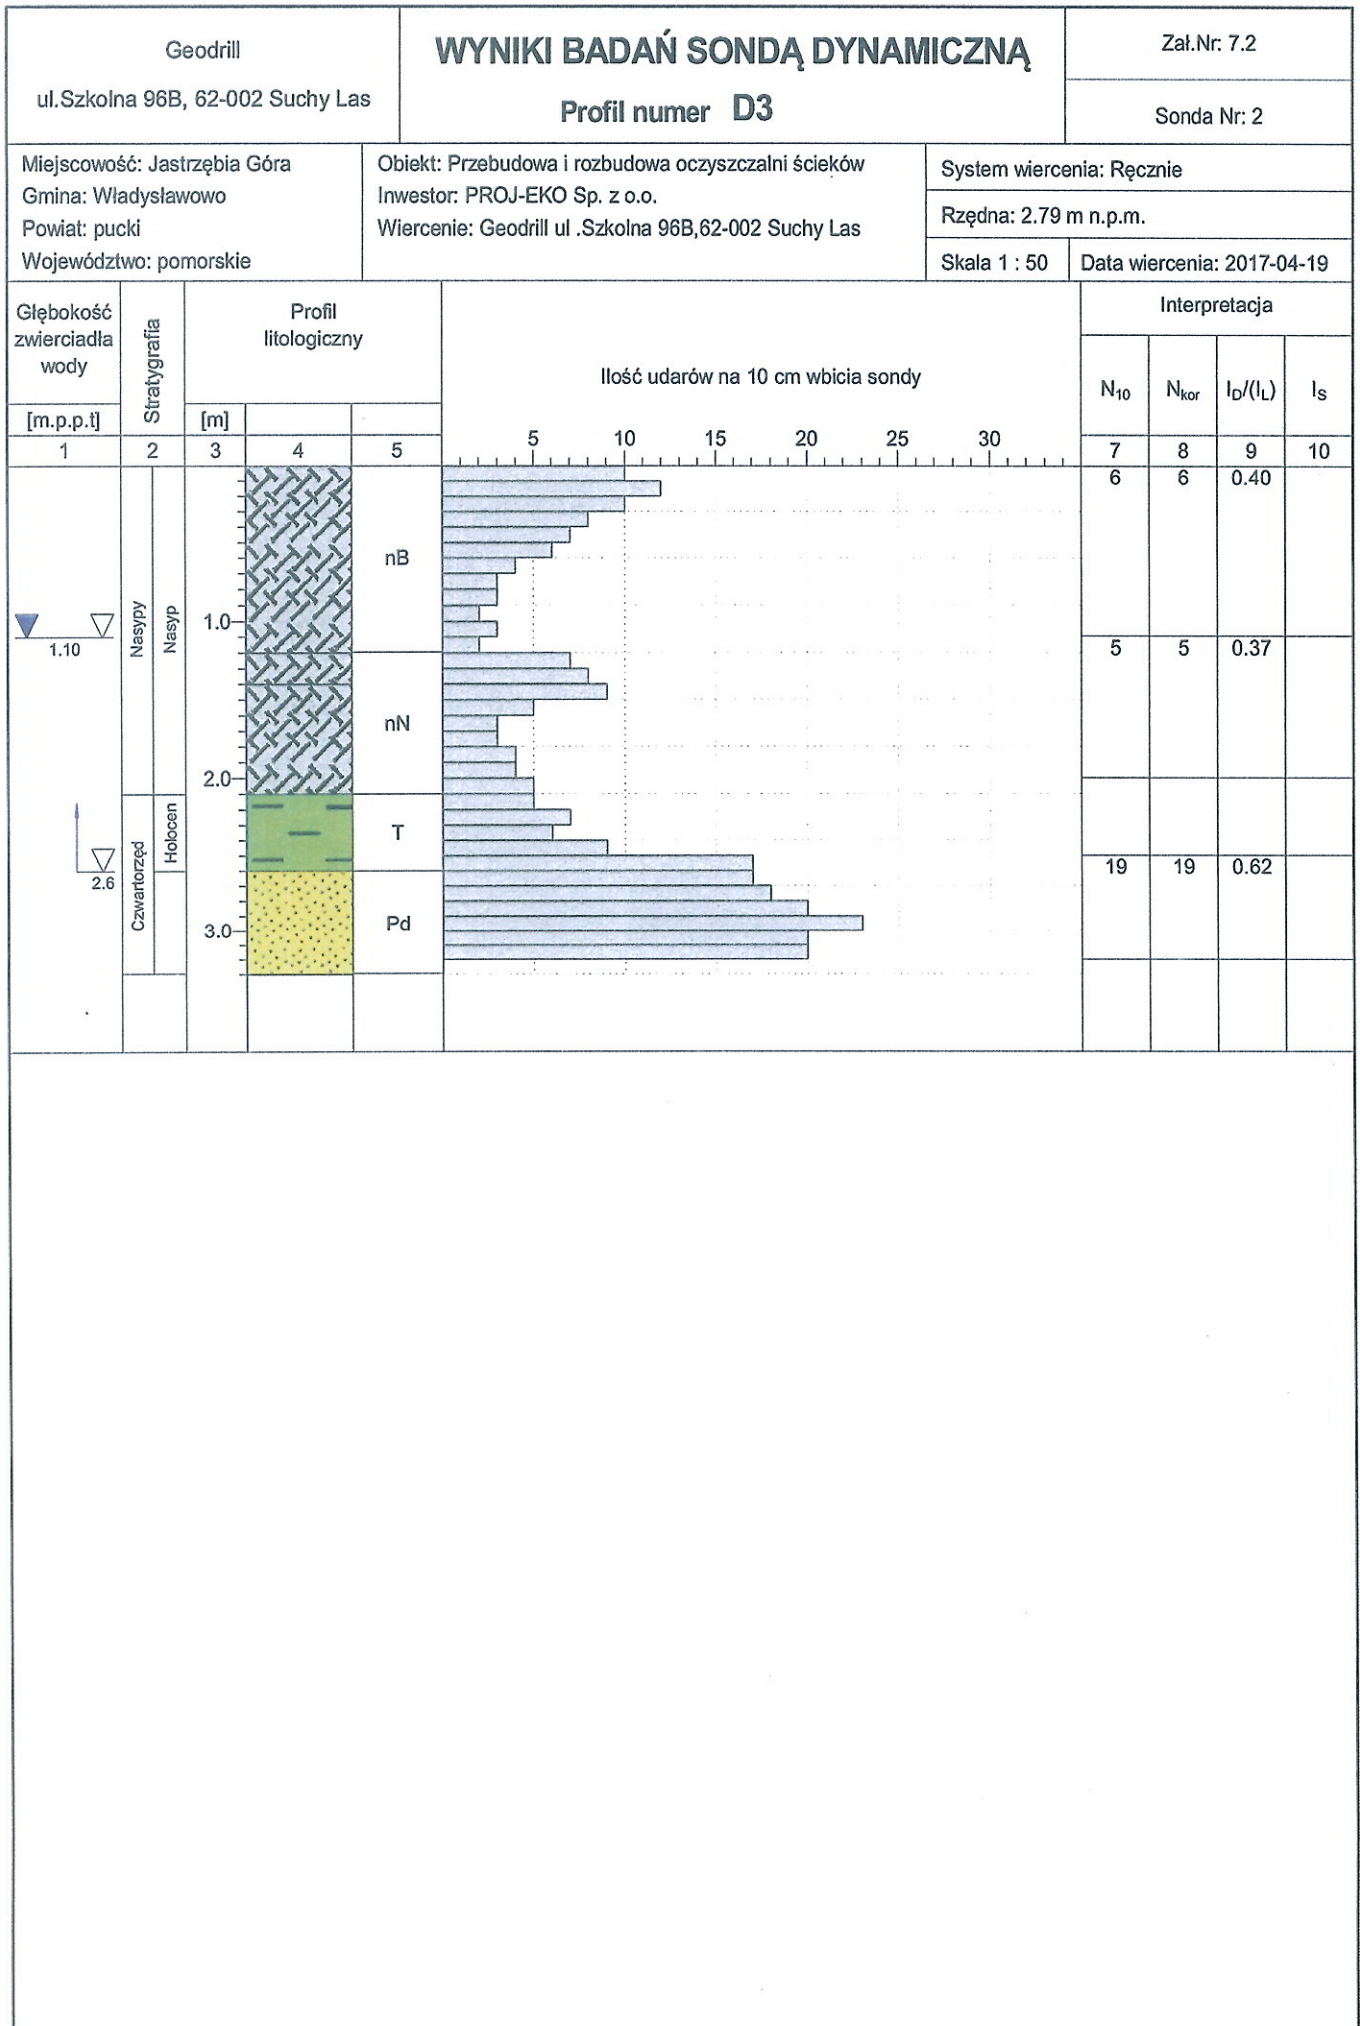 Geodrill
ul.Szkolna 96B, 62-002 Suchy Las
WYNIKI BADAŃ SONDĄ DYNAMICZNĄ
Profil numer D3
Zał.Nr: 7.2
Sonda Nr: 2
Miejscowość: Jastrzębia Góra
Gmina: Władysławowo
Powiat: pucki
Województwo: pomorskie
Obiekt: Przebudowa i rozbudowa oczyszczalni ścieków
Inwestor: PROJ-EKO Sp. z o.o.
Wiercenie: Geodrill ul .Szkolna 96B,62-002 Suchy Las
System wiercenia: Ręcznie
Rzędna: 2.79 m n.p.m.
Skala 1 : 50
Data wiercenia: 2017-04-19
Głębokość
zwierciadła
wody
[m.p.p.t]
Stratygrafia
Profil
litologiczny
[m]
Ilość udarów na 10 cm wbicia sondy
5 10 15 20 25 30
Interpretacja
N10 Nkor ID/(IL) IS
1 2 3 4 5 7 8 9 10
6 6 0.40
nB
1.0
1.10
Nasypy
Nasyp
5 5 0.37
nN
2.0
Holocen
T
2.6
Czwartorzęd
19 19 0.62
Pd
3.0